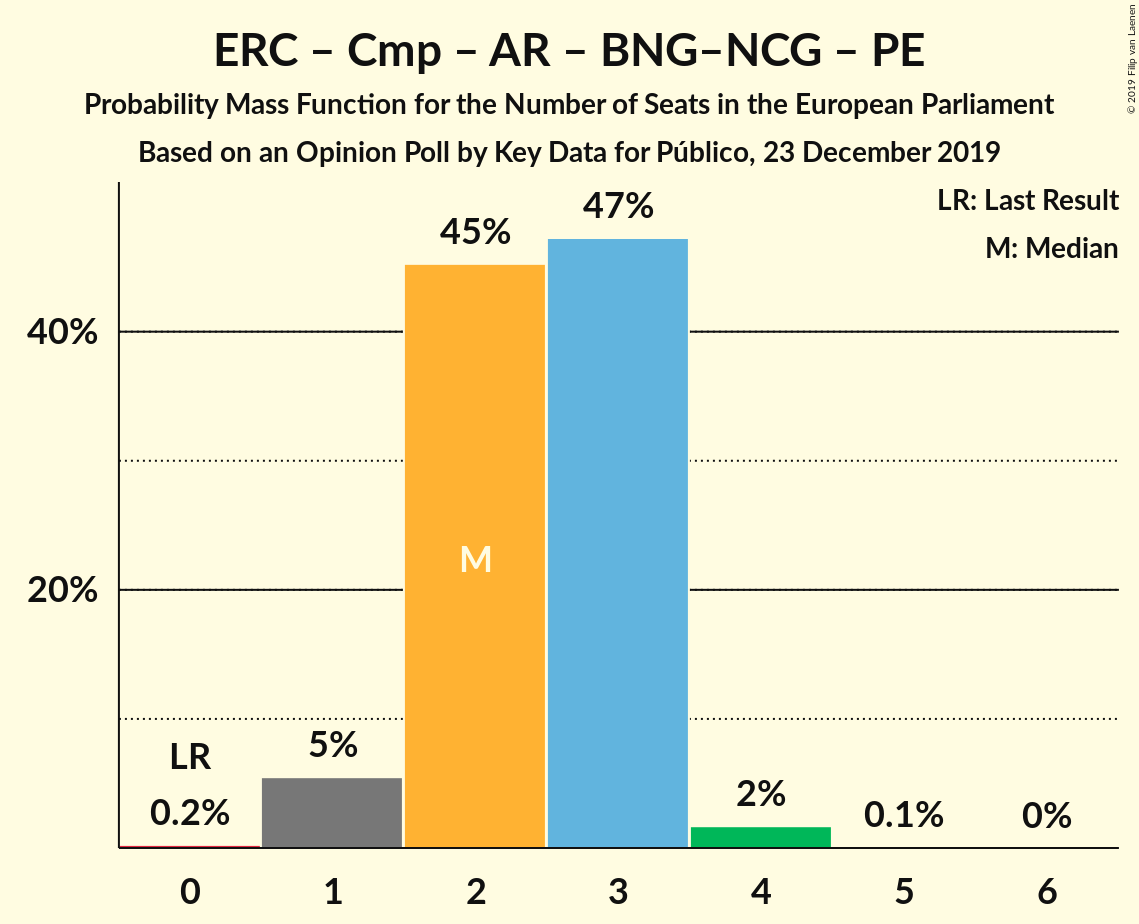 ERC – Cmp – AR – BNG–NCG – PE
Probability Mass Function for the Number of Seats in the European Parliament
Based on an Opinion Poll by Key Data for Público, 23 December 2019
© 2019 Filip van Laenen
LR: Last Result
M: Median
47%
45%
40%
M
20%
5%
LR
0.2%
2%
0.1%
0%
0 1 2 3 4 5 6